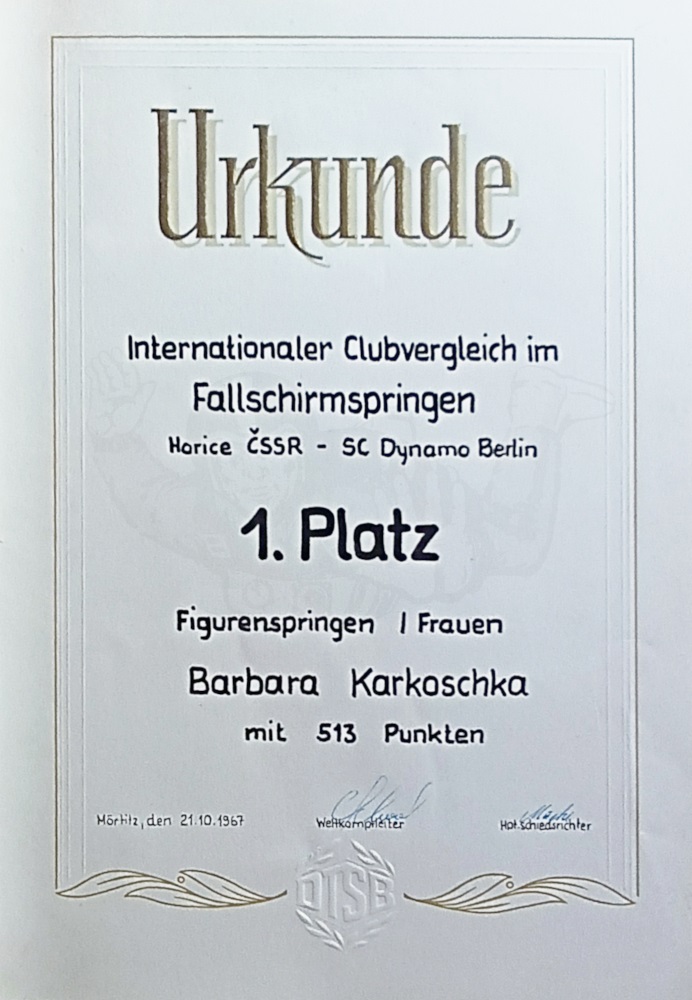 Urkunde
Internationaler Clubvergleich im
Fallschirmspringen
Horice ČSSR - SC Dynamo Berlin
1. Platz
Figurenspringen / Frauen
Barbara Karkoschka
mit 513 Punkten
den 21.10.1967
Wettkampfleiter
Hpt.schiedsrichter
DTSB